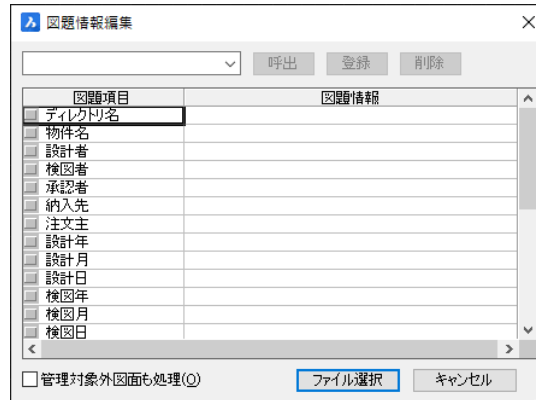 図題情報編集
呼出 登録 削除
図題項目 図題情報
ディレクトリ名
物件名
設計者
検図者
承認者
納入先
注文主
設計年
設計月
設計日
検図年
検図月
検図日
管理対象外図面も処理(O) ファイル選択 キャンセル